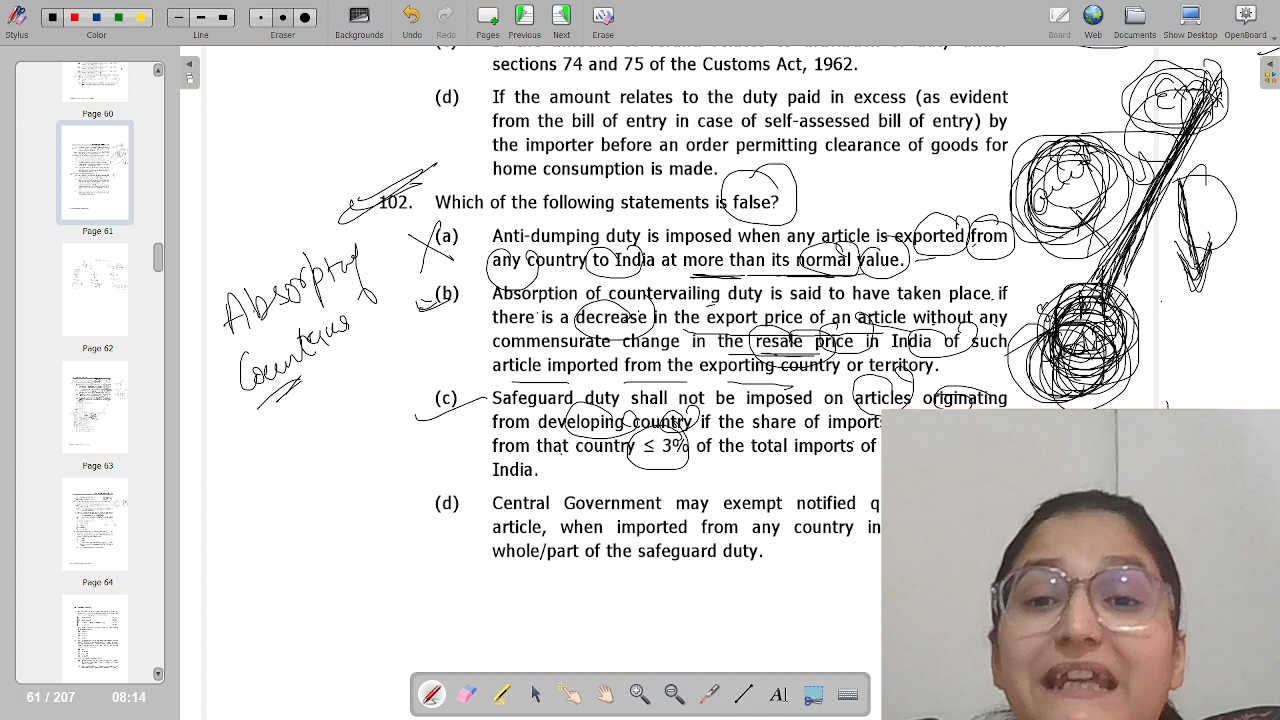 Stylus
Color
Line
Eraser
Backgrounds
Undo
Redo
Pages
Previous
Next
Erase
Board
Web
Documents
Show Desktop
OpenBoard
sections 74 and 75 of the Customs Act, 1962.
(d) If the amount relates to the duty paid in excess (as evident
from the bill of entry in case of self-assessed bill of entry) by
the importer before an order permitting clearance of goods for
home consumption is made.
102. Which of the following statements is false?
(a) Anti-dumping duty is imposed when any article is exported from
any country to India at more than its normal value.
(b) Absorption of countervailing duty is said to have taken place if
there is a decrease in the export price of an article without any
commensurate change in the resale price in India of such
article imported from the exporting country or territory.
(c) Safeguard duty shall not be imposed on articles originating
from developing country if the share of imports
from that country ≤ 3% of the total imports of
India.
(d) Central Government may exempt notified q
article, when imported from any country in
whole/part of the safeguard duty.
Page 60
Page 61
Page 62
Page 63
Page 64
61 / 207
08:14